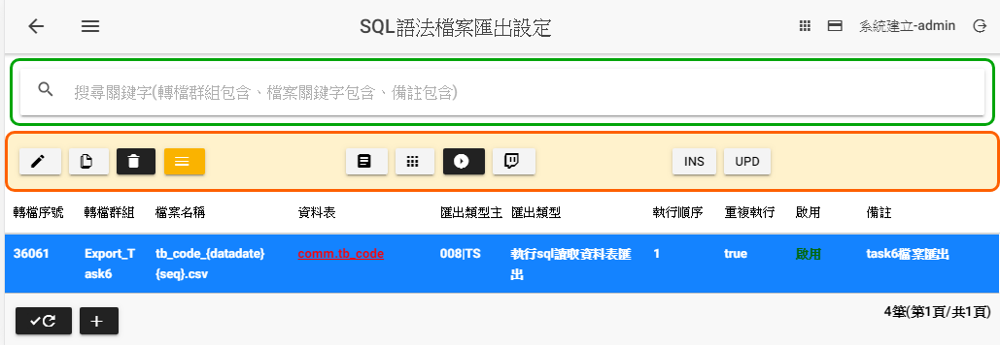 SQL語法檔案匯出設定
系統建立-admin
搜尋關鍵字(轉檔群組包含、檔案關鍵字包含、備註包含)
INS UPD
轉檔序號 轉檔群組 檔案名稱 資料表 匯出類型主 匯出類型 執行順序 重複執行 啟用 備註
36061 Export_T comm.tb_code 008|TS 1 true 啟用 task6檔案匯出
ask6
tb_code_{datadate}
{seq}.csv
執行sql讀取資料表匯
出
4筆(第1頁/共1頁)